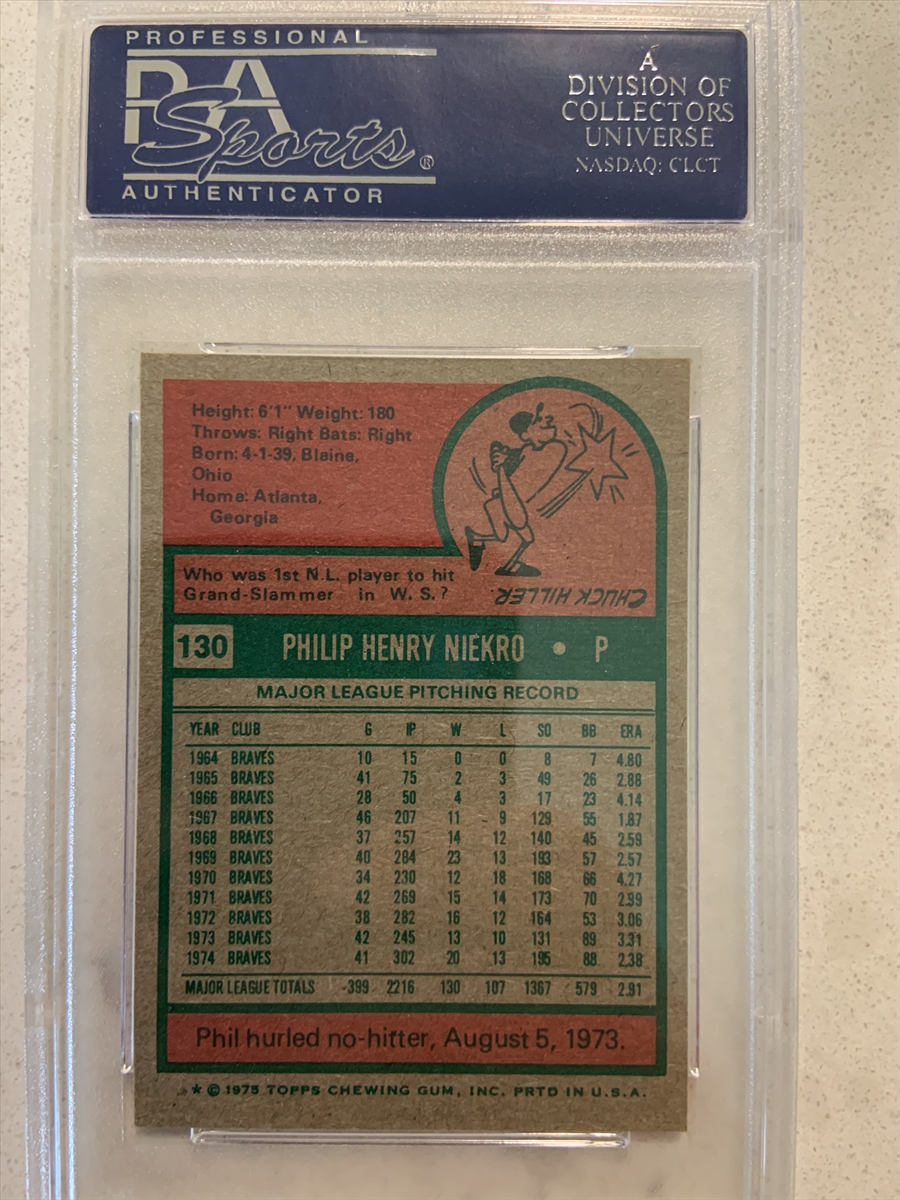 PROFESSIONAL
PSA
Sports®
AUTHENTICATOR
A
DIVISION OF
COLLECTORS
UNIVERSE
NASDAQ: CLCT
Height: 6'1" Weight: 180
Throws: Right Bats: Right
Born: 4-1-39, Blaine,
Ohio
Home: Atlanta,
Georgia
Who was 1st N.L. player to hit
Grand-Slammer in W. S.?
CHUCK HILLER.
130 PHILIP HENRY NIEKRO • P
MAJOR LEAGUE PITCHING RECORD
YEAR CLUB G IP W L SO BB ERA
1964 BRAVES 10 15 0 0 8 7 4.80
1965 BRAVES 41 75 2 3 49 26 2.88
1966 BRAVES 28 50 4 3 17 23 4.14
1967 BRAVES 46 207 11 9 129 55 1.87
1968 BRAVES 37 257 14 12 140 45 2.59
1969 BRAVES 40 284 23 13 193 57 2.57
1970 BRAVES 34 230 12 18 168 66 4.27
1971 BRAVES 42 269 15 14 173 70 2.99
1972 BRAVES 38 282 16 12 164 53 3.06
1973 BRAVES 42 245 13 10 131 89 3.31
1974 BRAVES 41 302 20 13 195 88 2.38
MAJOR LEAGUE TOTALS 399 2216 130 107 1367 579 2.91
Phil hurled no-hitter, August 5, 1973.
* © 1975 TOPPS CHEWING GUM, INC. PRTD IN U.S.A.